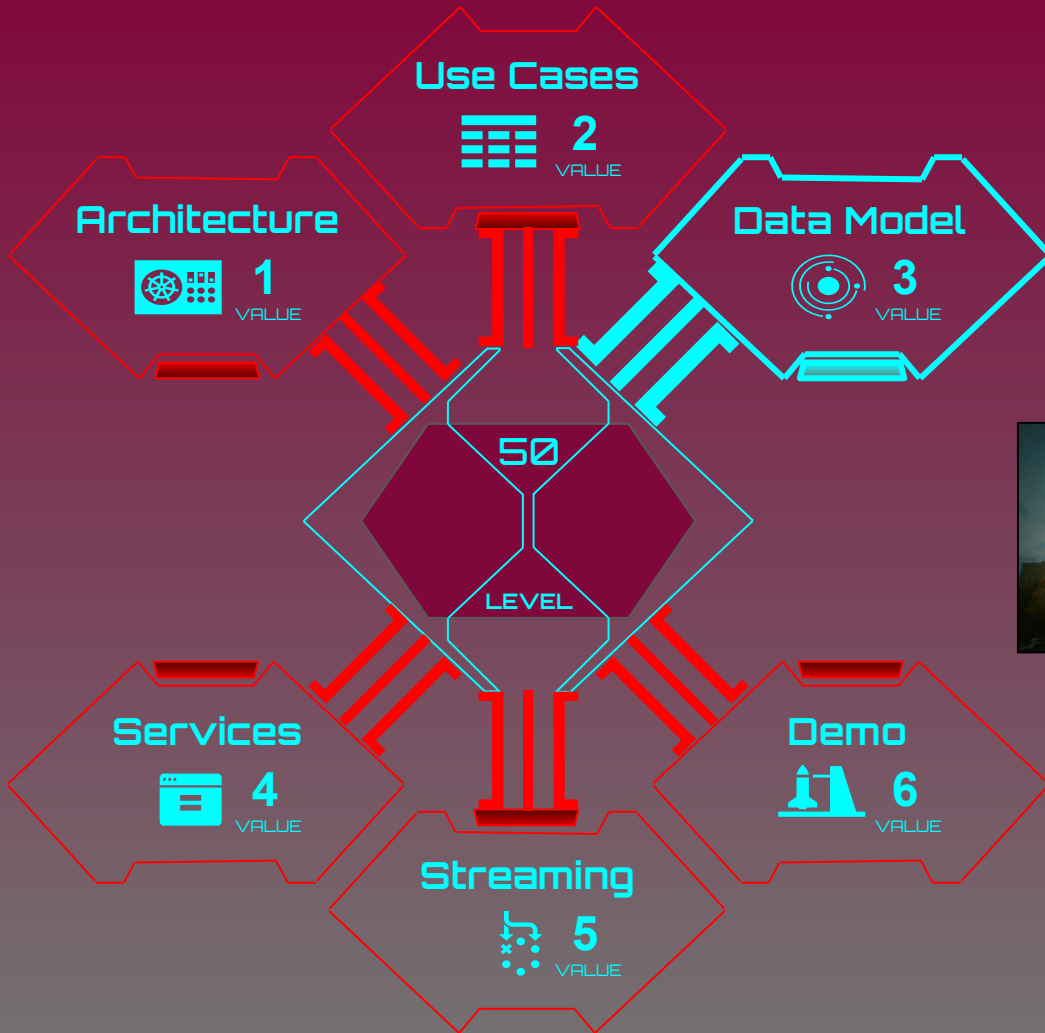 Use Cases
2
VALUE
Architecture
1
VALUE
Data Model
3
VALUE
50
LEVEL
Services
4
VALUE
Demo
6
VALUE
Streaming
5
VALUE